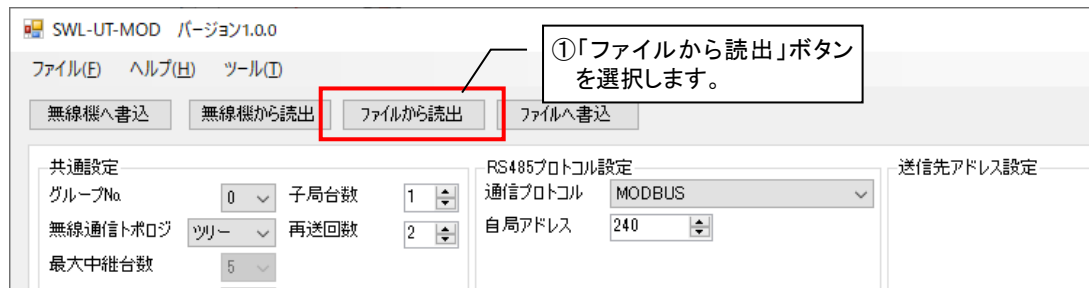 SWL-UT-MOD バージョン1.0.0
①「ファイルから読出」ボタン
を選択します。
ファイル(F) ヘルプ(H) ツール(T)
無線機へ書込 無線機から読出 ファイルから読出 ファイルへ書込
共通設定 RS485プロトコル設定 送信先アドレス設定
グループNo. 0 子局台数 1 通信プロトコル MODBUS
無線通信トポロジ ツリー 再送回数 2 自局アドレス 240
最大中継台数 5